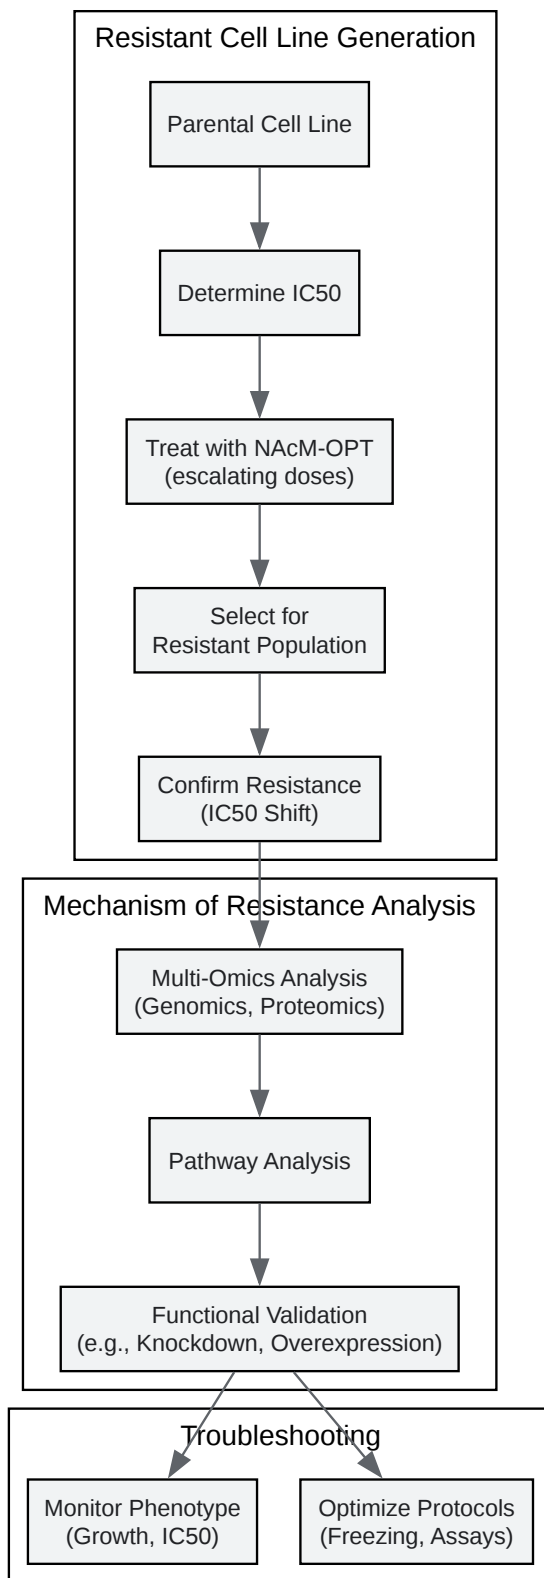 Resistant Cell Line Generation
Parental Cell Line
Determine IC50
Treat with NAcM-OPT
(escalating doses)
Select for
Resistant Population
Confirm Resistance
(IC50 Shift)
Mechanism of Resistance Analysis
Multi-Omics Analysis
(Genomics, Proteomics)
Pathway Analysis
Functional Validation
(e.g., Knockdown, Overexpression)
Troubleshooting
Monitor Phenotype
(Growth, IC50)
Optimize Protocols
(Freezing, Assays)